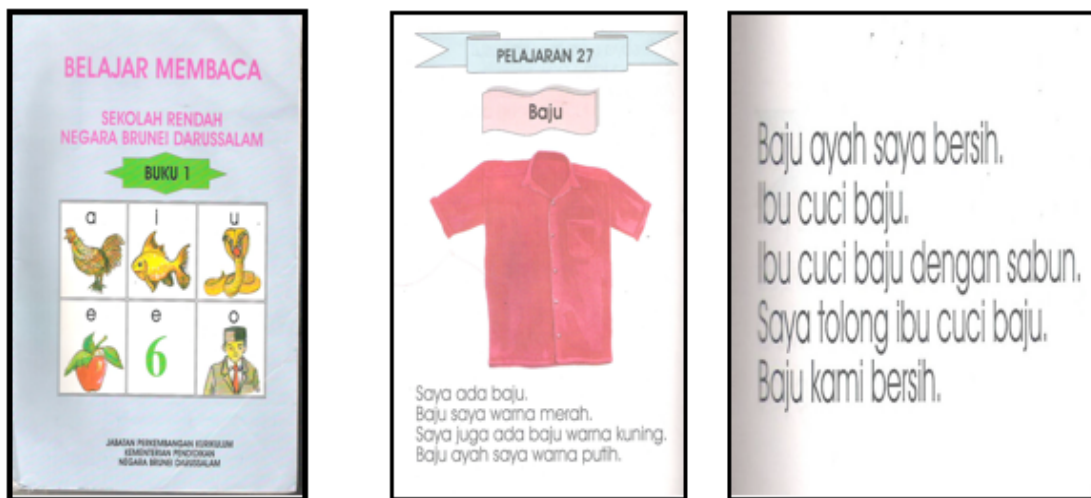 BELAJAR MEMBACA
SEKOLAH RENDAH
NEGARA BRUNEI DARUSSALAM
BUKU 1
a i u
e e o
6
JABATAN PERKEMBANGAN KURIKULUM
KEMENTERIAN PENDIDIKAN
NEGARA BRUNEI DARUSSALAM
PELAJARAN 27
Baju
Saya ada baju.
Baju saya warna merah.
Saya juga ada baju warna kuning.
Baju ayah saya warna putih.
Baju ayah saya bersih.
Ibu cuci baju.
Ibu cuci baju dengan sabun.
Saya tolong ibu cuci baju.
Baju kami bersih.